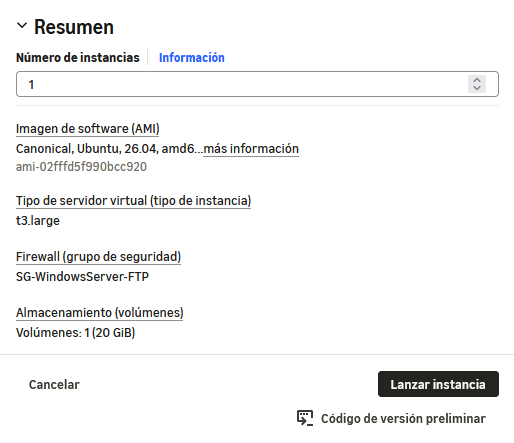 Resumen
Número de instancias Información
1
Imagen de software (AMI)
Canonical, Ubuntu, 26.04, amd6...más información
ami-02fffd5f990bcc920
Tipo de servidor virtual (tipo de instancia)
t3.large
Firewall (grupo de seguridad)
SG-WindowsServer-FTP
Almacenamiento (volúmenes)
Volúmenes: 1 (20 GiB)
Cancelar Lanzar instancia
Código de versión preliminar